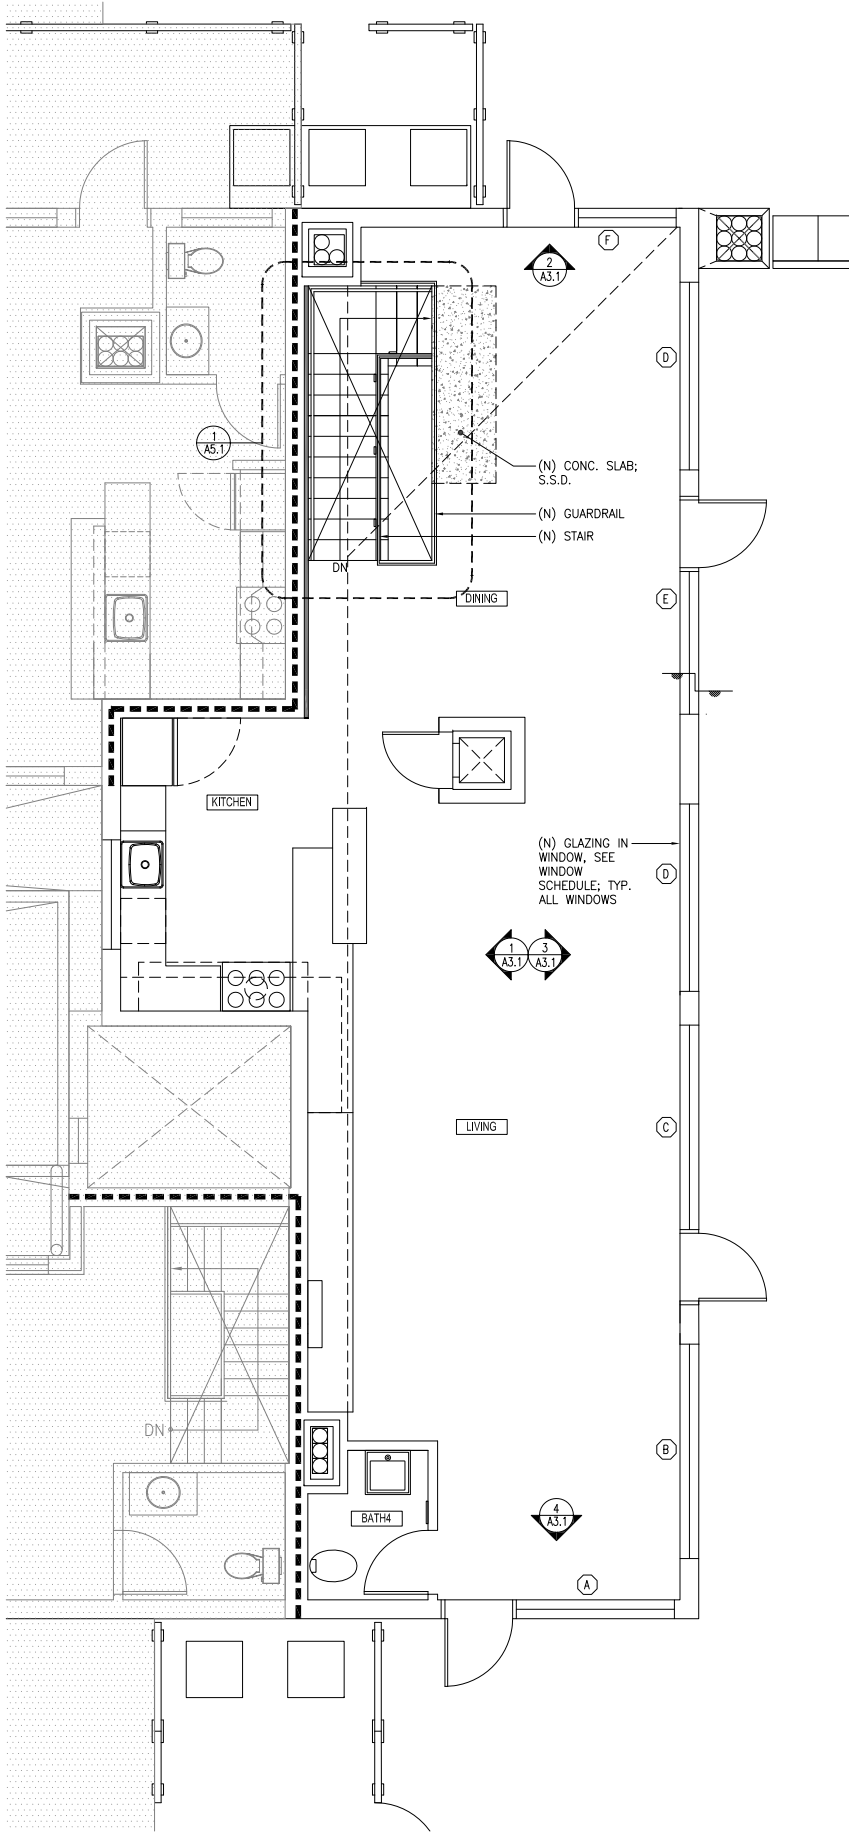 F
2
A3.1
D
1
A5.1
(N) CONC. SLAB;
S.S.D.
(N) GUARDRAIL
(N) STAIR
DN
DINING
E
KITCHEN
(N) GLAZING IN
WINDOW, SEE
WINDOW
SCHEDULE; TYP.
ALL WINDOWS
D
1
A3.1
3
A3.1
LIVING
C
DN
B
BATH4
4
A3.1
A